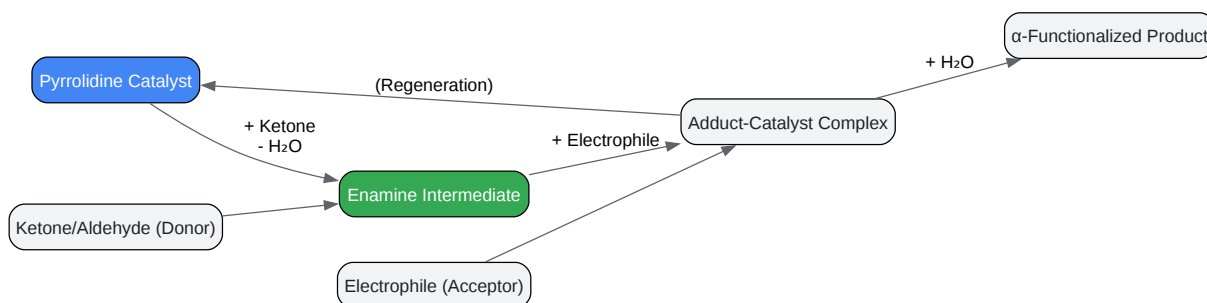 α-Functionalized Product
+ H₂O
Pyrrolidine Catalyst
(Regeneration)
Adduct-Catalyst Complex
+ Ketone
- H₂O
+ Electrophile
Enamine Intermediate
Ketone/Aldehyde (Donor)
Electrophile (Acceptor)